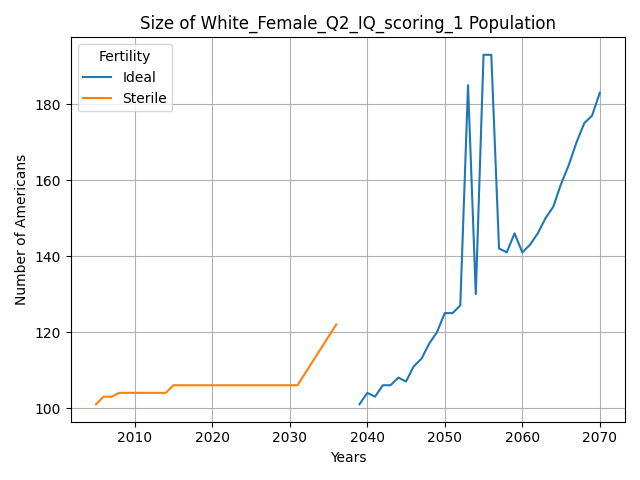 Size of White_Female_Q2_IQ_scoring_1 Population
Fertility
Ideal
Sterile
Number of Americans
180
160
140
120
100
2010 2020 2030 2040 2050 2060 2070
Years